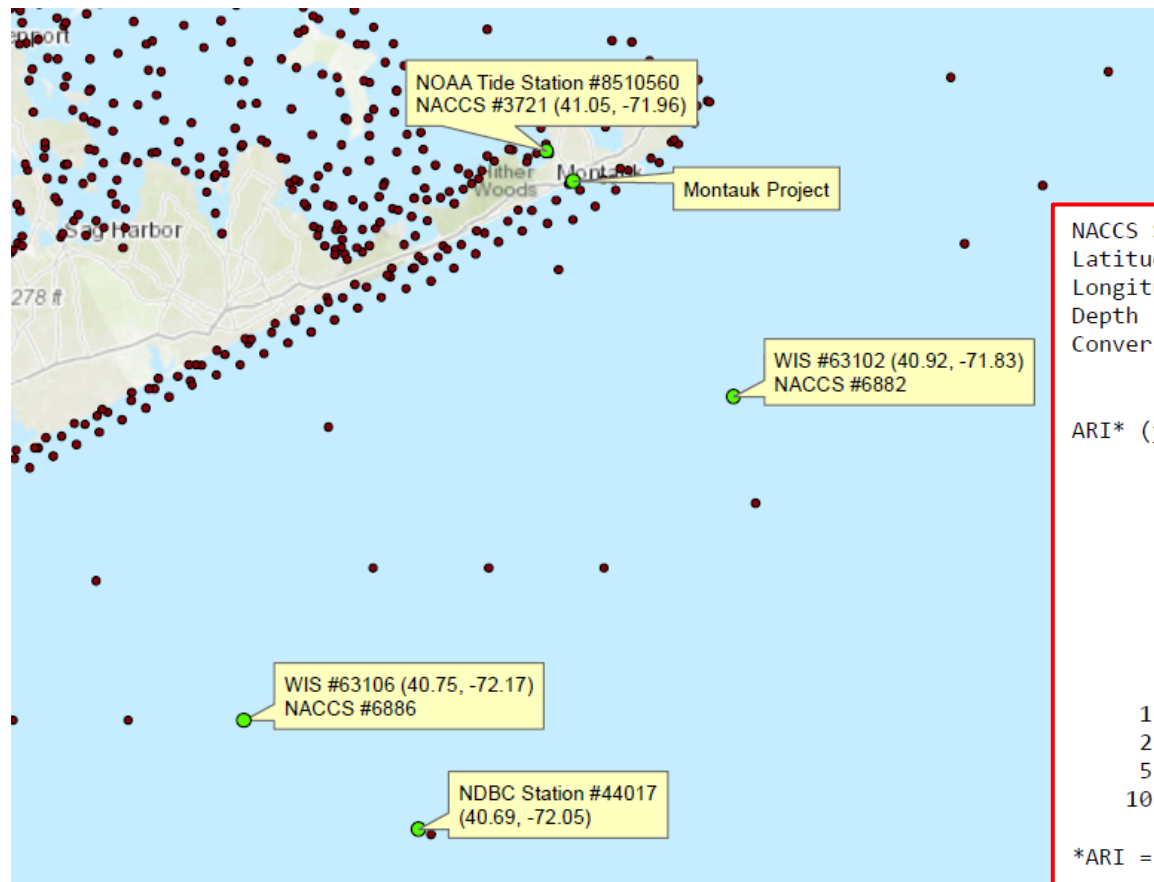 NOAA Tide Station #8510560
NACCS #3721 (41.05, -71.96)
Hither
Woods
Montauk
Montauk Project
Sag Harbor
278 ft
NACCS
Latitu
Longit
Depth
Conver
WIS #63102 (40.92, -71.83)
NACCS #6882
ARI* (
WIS #63106 (40.75, -72.17)
NACCS #6886
NDBC Station #44017
(40.69, -72.05)
1
2
5
10
*ARI =